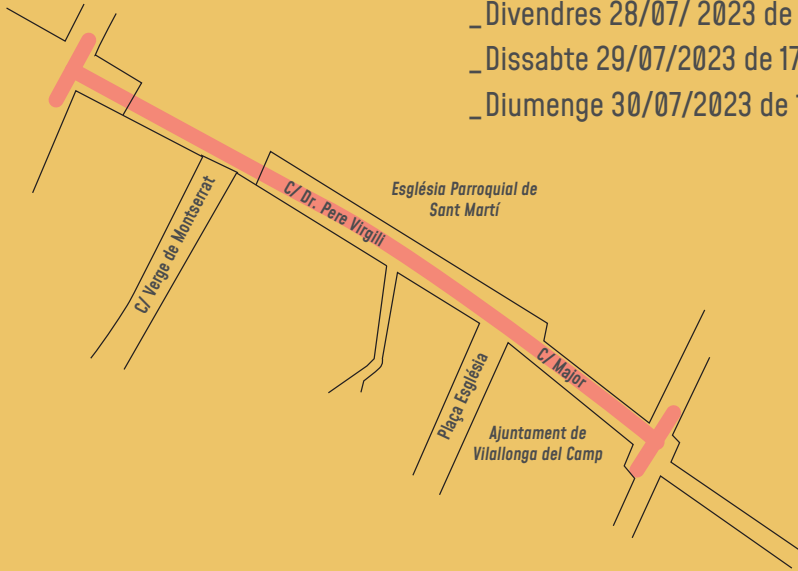 _Divendres 28/07/ 2023 de
_Dissabte 29/07/2023 de 17
_Diumenge 30/07/2023 de 1
Església Parroquial de
Sant Martí
C/ Dr. Pere Virgili
C/ Verge de Montserrat
C/ Major
Plaça Església
Ajuntament de
Vilallonga del Camp